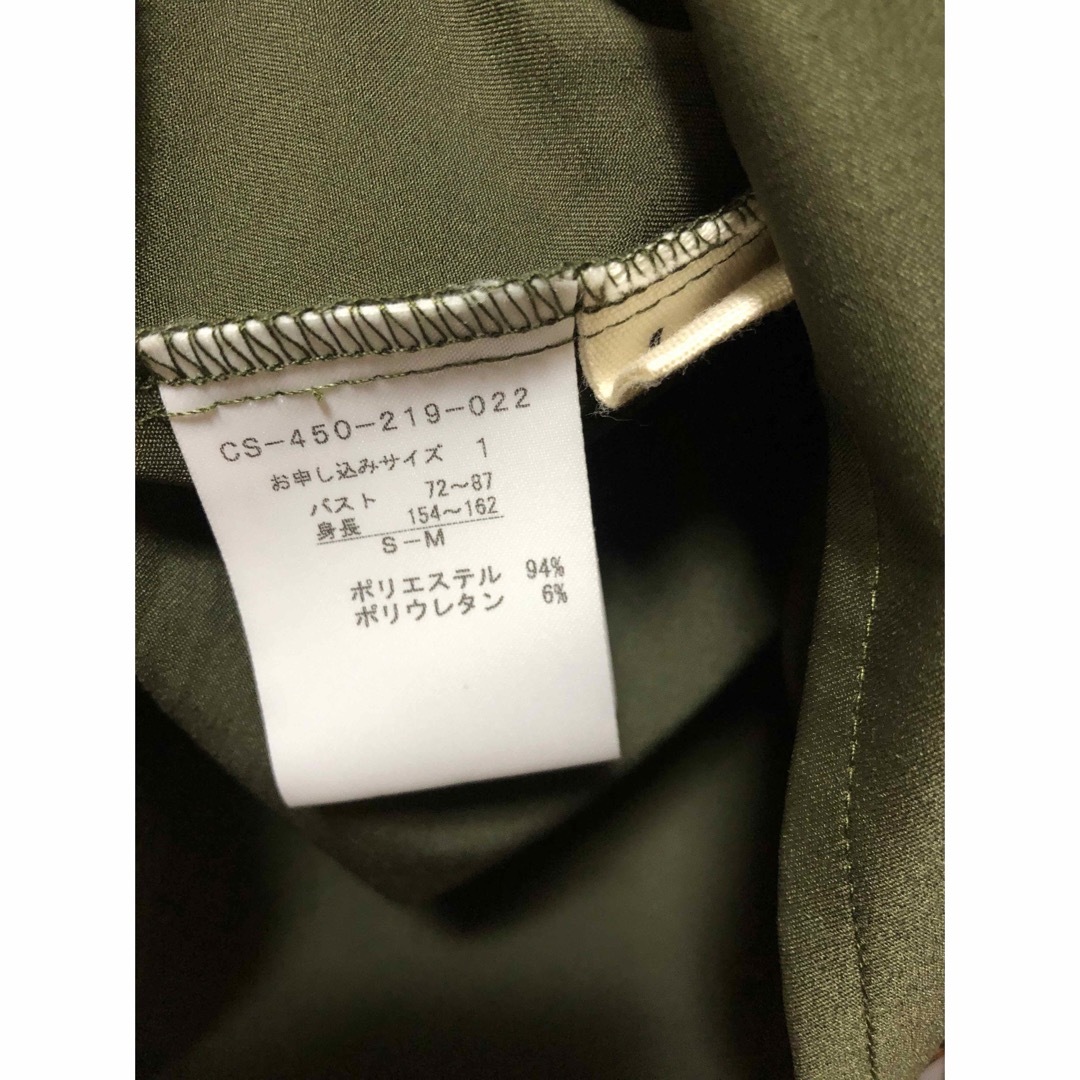 CS-450-219-022
お申し込みサイズ 1
バスト 72〜87
身長 154〜162
S-M
ポリエステル 94%
ポリウレタン 6%